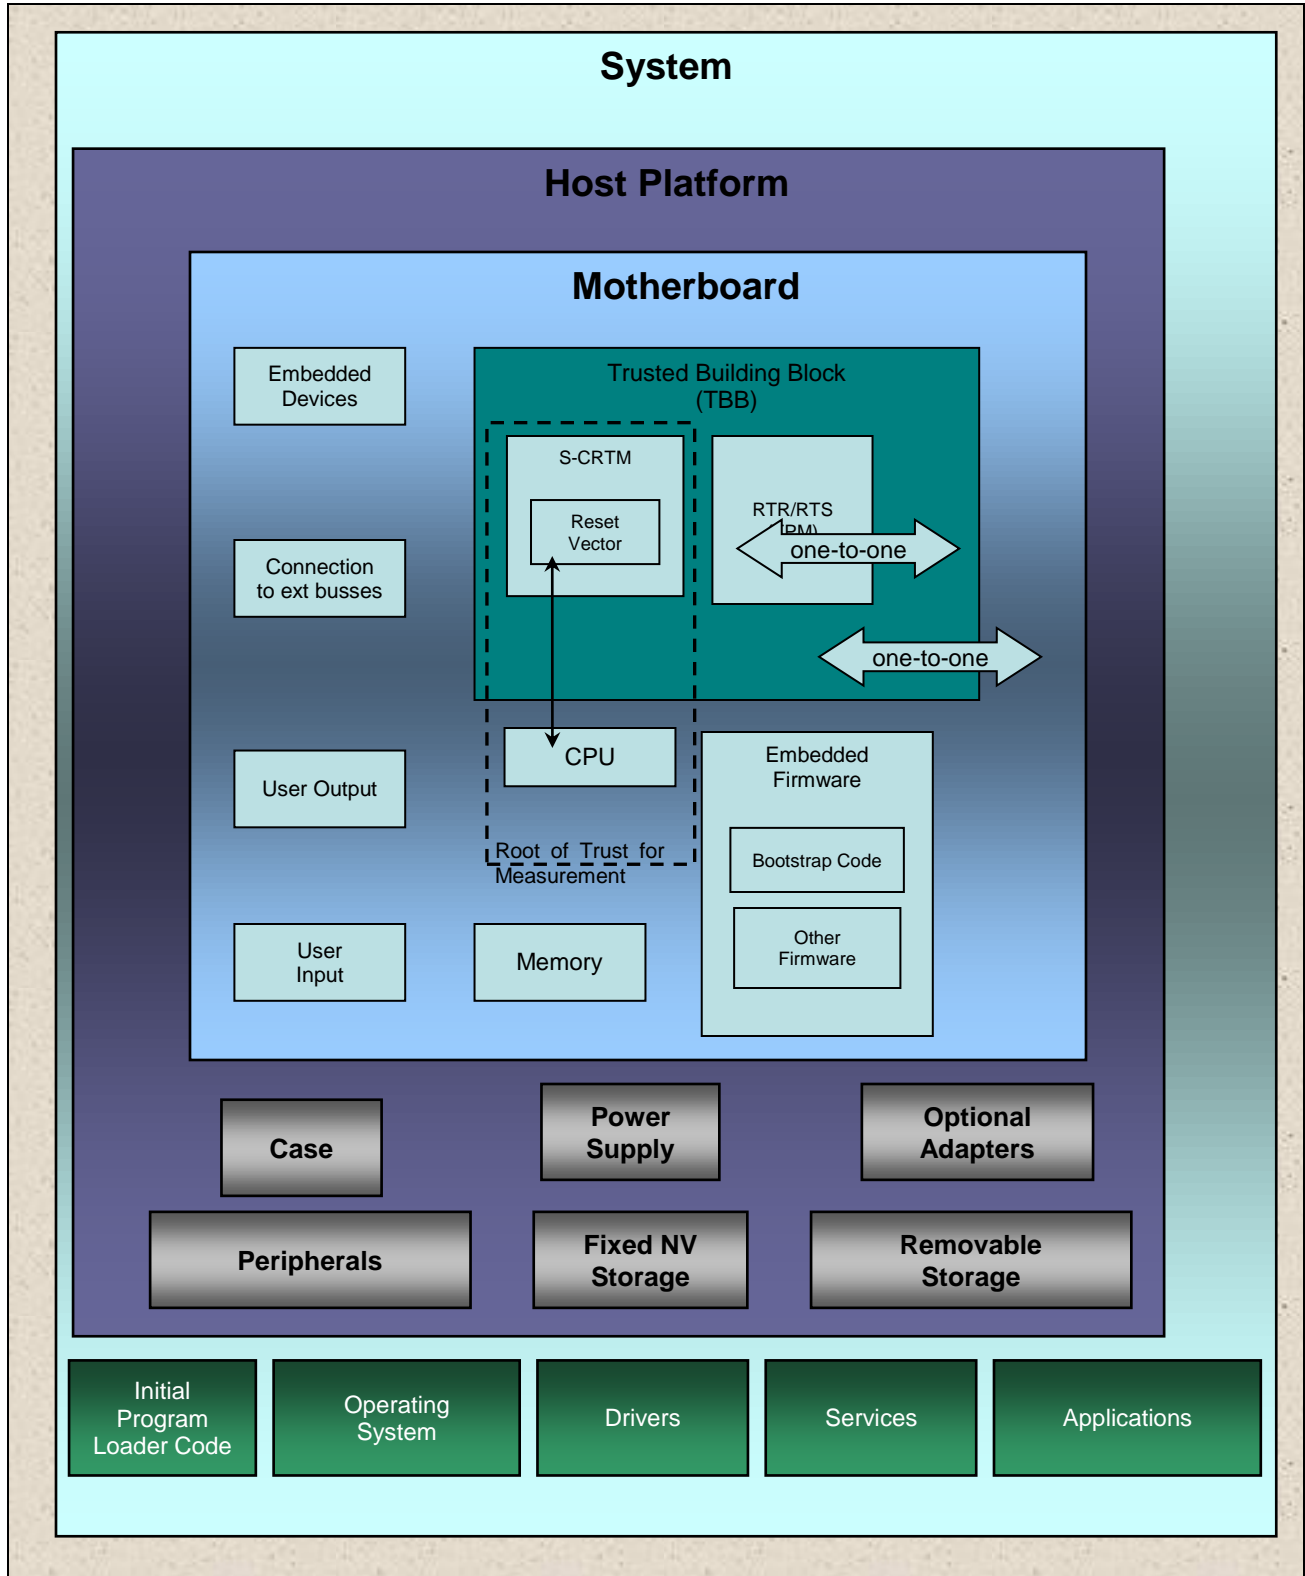 System
Host Platform
Motherboard
Embedded
Devices
Trusted Building Block
(TBB)
S-CRTM
Reset
Vector
RTR/RTS
one-to-one
Connection
to ext busses
one-to-one
CPU
User Output
Embedded
Firmware
Bootstrap Code
Other
Firmware
Root of Trust for
Measurement
User
Input
Memory
Case
Power
Supply
Optional
Adapters
Peripherals
Fixed NV
Storage
Removable
Storage
Initial
Program
Loader Code
Operating
System
Drivers
Services
Applications